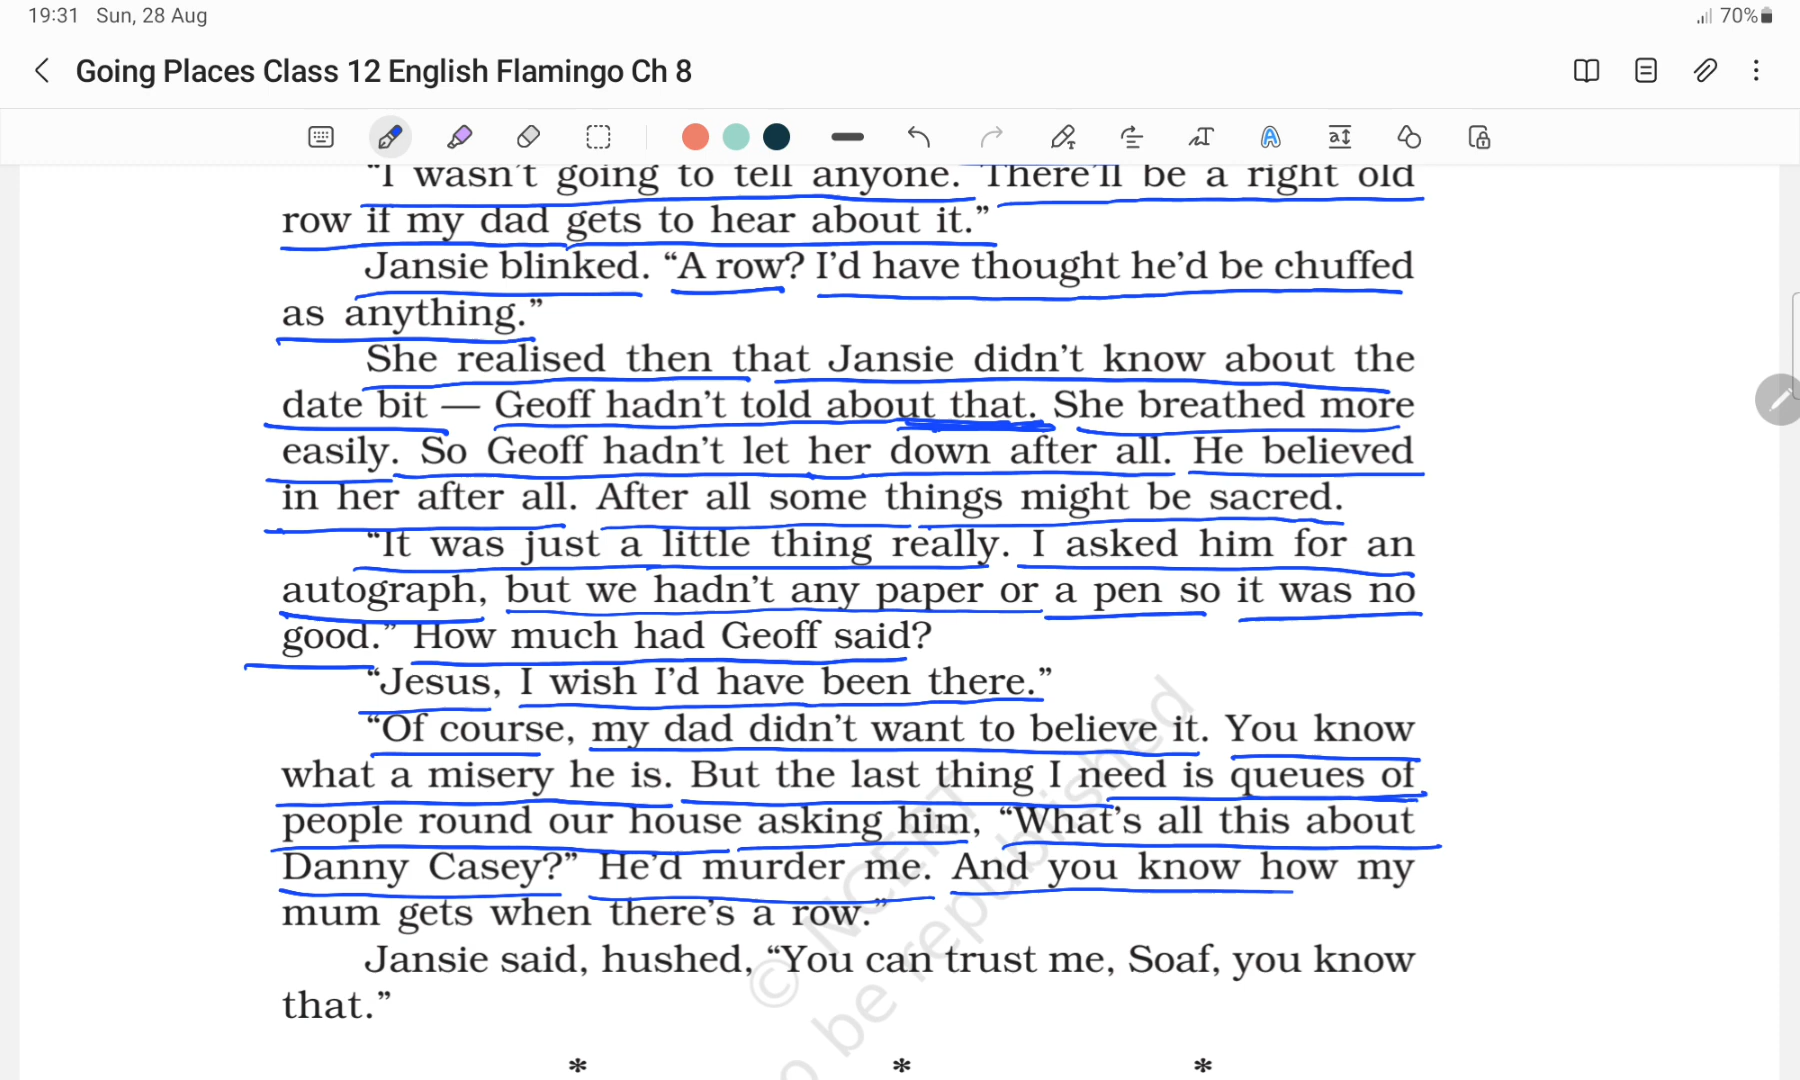 19:31 Sun, 28 Aug 70%
Going Places Class 12 English Flamingo Ch 8
“I wasn’t going to tell anyone. There’ll be a right old
row if my dad gets to hear about it.”
Jansie blinked. “A row? I’d have thought he’d be chuffed
as anything.”
She realised then that Jansie didn’t know about the
date bit — Geoff hadn’t told about that. She breathed more
easily. So Geoff hadn’t let her down after all. He believed
in her after all. After all some things might be sacred.
“It was just a little thing really. I asked him for an
autograph, but we hadn’t any paper or a pen so it was no
good.” How much had Geoff said?
“Jesus, I wish I’d have been there.”
“Of course, my dad didn’t want to believe it. You know
what a misery he is. But the last thing I need is queues of
people round our house asking him, “What’s all this about
Danny Casey?” He’d murder me. And you know how my
mum gets when there’s a row.”
Jansie said, hushed, “You can trust me, Soaf, you know
that.”
* * *
© NCERT
be republished